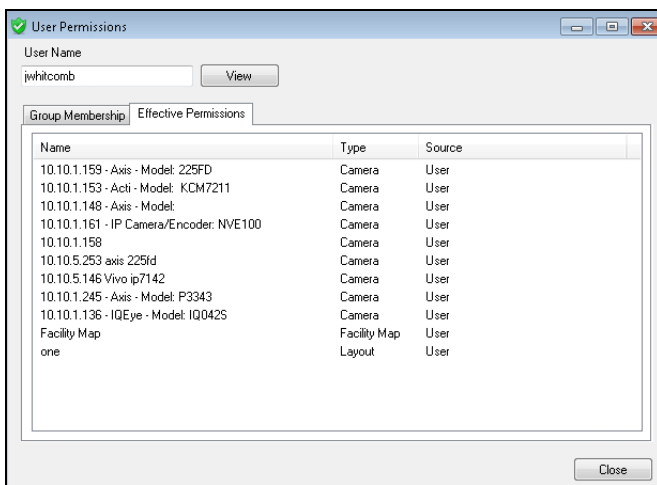 User Permissions
User Name
jwhitcomb View
Group Membership Effective Permissions
Name Type Source
10.10.1.159 - Axis - Model: 225FD Camera User
10.10.1.153 - Acti - Model: KCM7211 Camera User
10.10.1.148 - Axis - Model: Camera User
10.10.1.161 - IP Camera/Encoder: NVE100 Camera User
10.10.1.158 Camera User
10.10.5.253 axis 225fd Camera User
10.10.5.146 Vivo ip7142 Camera User
10.10.1.245 - Axis - Model: P3343 Camera User
10.10.1.136 - IQEye - Model: IQ042S Camera User
Facility Map Facility Map User
one Layout User
Close